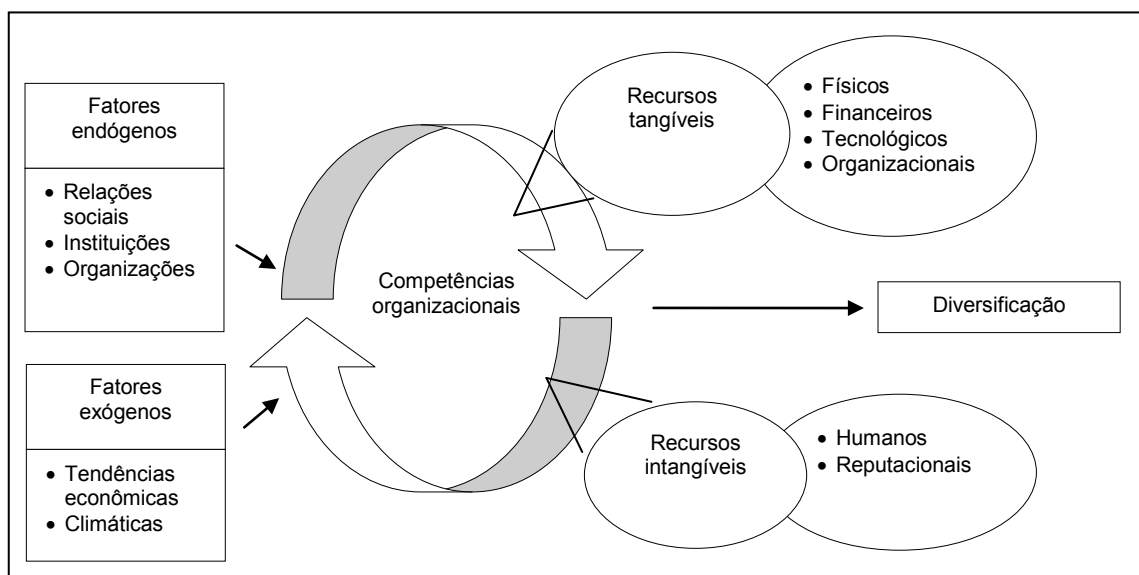 Fatores
endógenos
• Relações
sociais
• Instituições
• Organizações
Fatores
exógenos
• Tendências
econômicas
• Climáticas
Competências
organizacionais
Recursos
tangíveis
• Físicos
• Financeiros
• Tecnológicos
• Organizacionais
Recursos
intangíveis
• Humanos
• Reputacionais
Diversificação